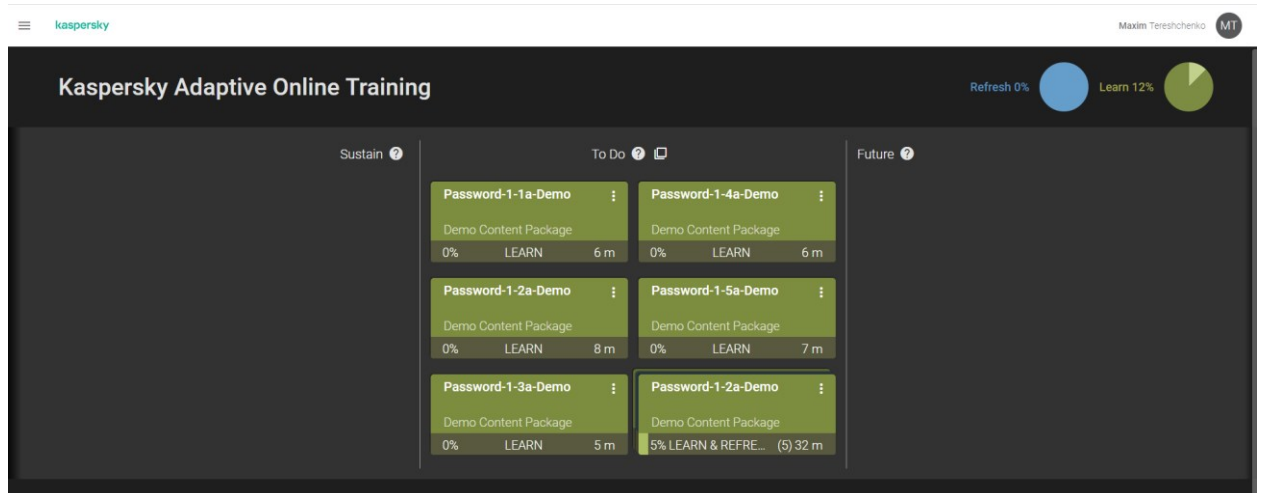 kaspersky
Maxim Tereshchenko MT
Kaspersky Adaptive Online Training
Refresh 0%
Learn 12%
Sustain ?
To Do ?
Future ?
Password-1-1a-Demo
Demo Content Package
0% LEARN 6 m
Password-1-4a-Demo
Demo Content Package
0% LEARN 6 m
Password-1-2a-Demo
Demo Content Package
0% LEARN 8 m
Password-1-5a-Demo
Demo Content Package
0% LEARN 7 m
Password-1-3a-Demo
Demo Content Package
0% LEARN 5 m
Password-1-2a-Demo
Demo Content Package
5% LEARN & REFRE... (5) 32 m